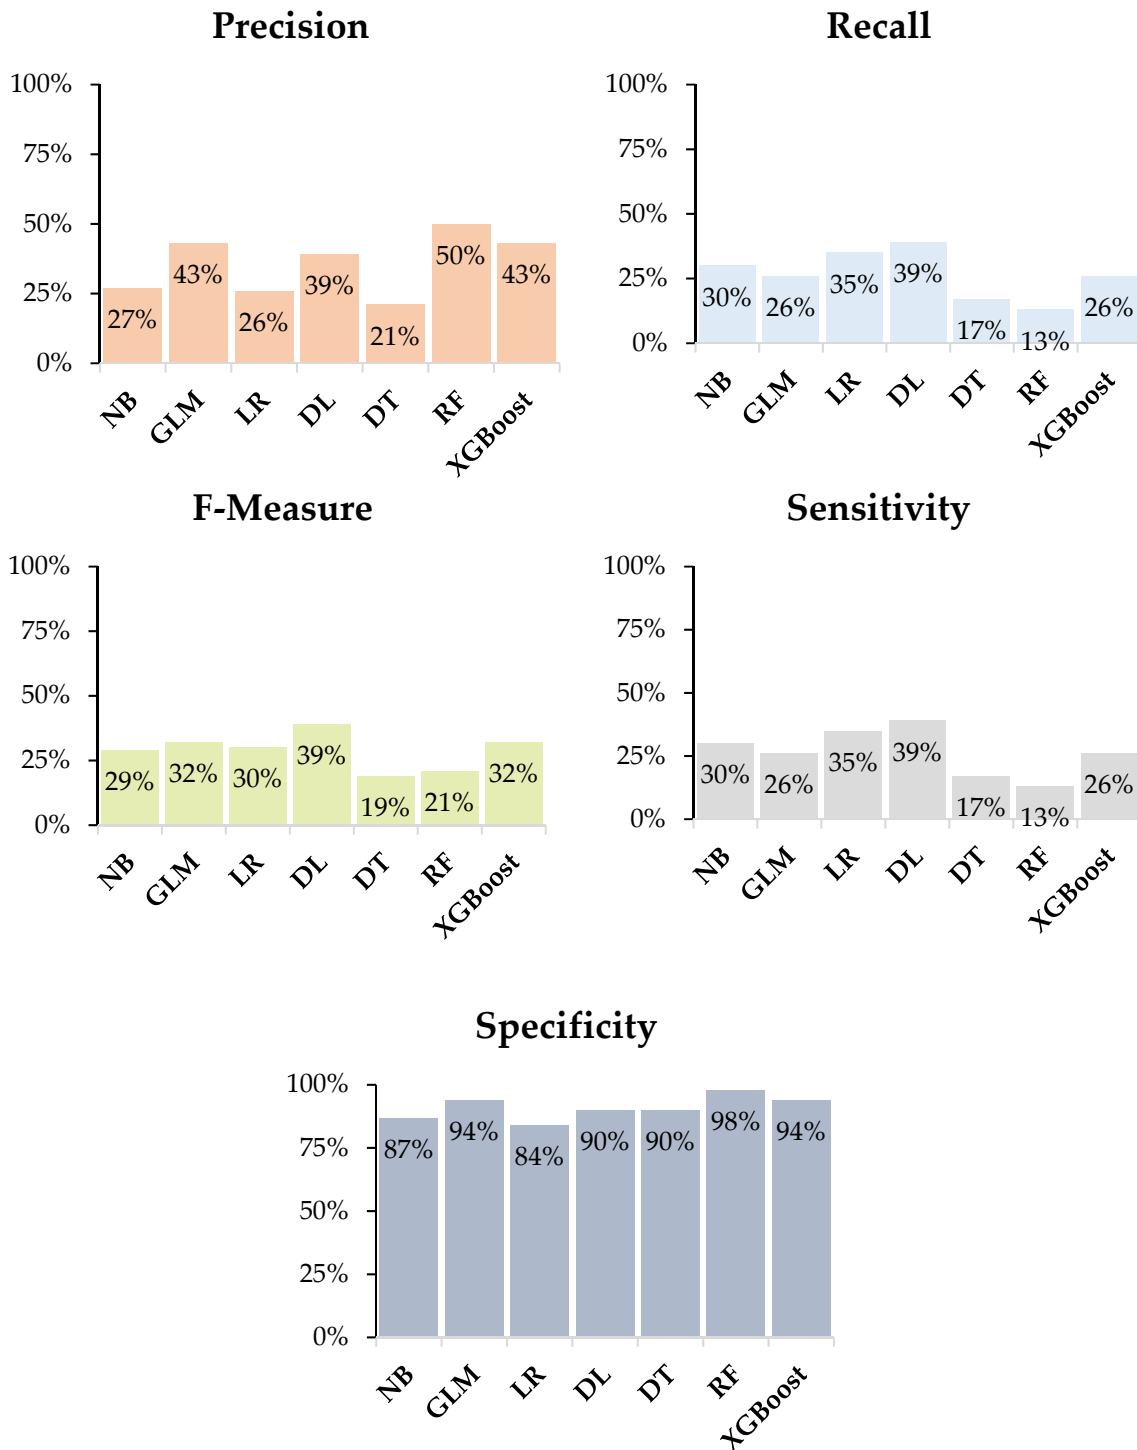 Precision
100%
75%
50%
25%
0%
27%
43%
26%
39%
21%
50%
43%
NB
GLM
LR
DL
DT
RF
XGBoost
Recall
100%
75%
50%
25%
0%
30%
26%
35%
39%
17%
13%
26%
NB
GLM
LR
DL
DT
RF
XGBoost
F-Measure
100%
75%
50%
25%
0%
29%
32%
30%
39%
19%
21%
32%
NB
GLM
LR
DL
DT
RF
XGBoost
Sensitivity
100%
75%
50%
25%
0%
30%
26%
35%
39%
17%
13%
26%
NB
GLM
LR
DL
DT
RF
XGBoost
Specificity
100%
75%
50%
25%
0%
87%
94%
84%
90%
90%
98%
94%
NB
GLM
LR
DL
DT
RF
XGBoost